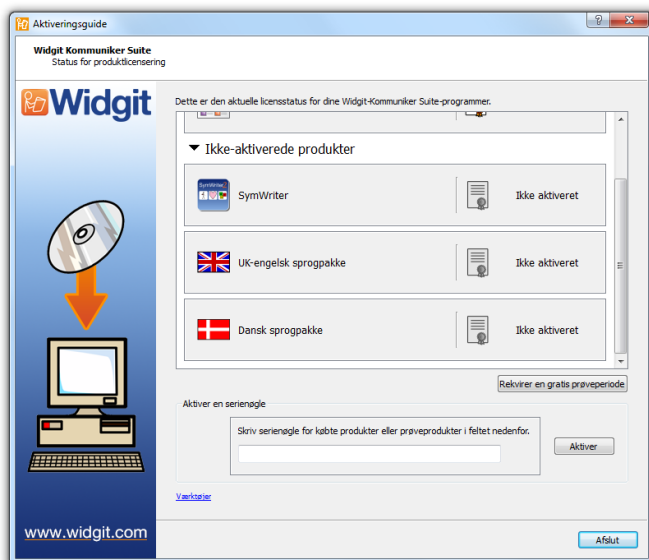 Aktiveringsguide
Widgit Kommuniker Suite
Status for produktlicensering
Widgit
Dette er den aktuelle licensstatus for dine Widgit-Kommuniker Suite-programmer.
Ikke-aktiverede produkter
SymWriter
SymWriter Ikke aktiveret
UK-engelsk sprogpakke Ikke aktiveret
Dansk sprogpakke Ikke aktiveret
Rekvirer en gratis prøveperiode
Aktiver en serienøgle
Skriv serienøgle for købte produkter eller prøveprodukter i feltet nedenfor.
Aktiver
Værktøjer
www.widgit.com
Afslut